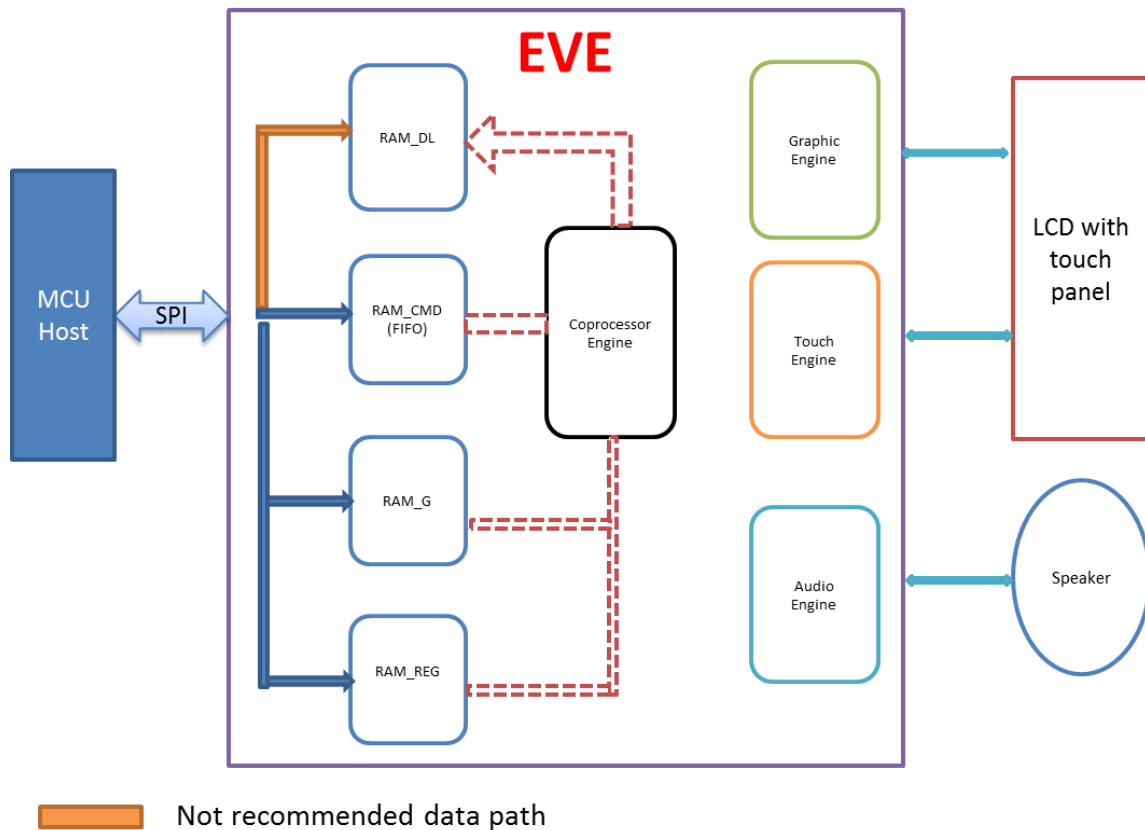 EVE
RAM_DL
Graphic
Engine
MCU
Host
SPI
RAM_CMD
(FIFO)
Coprocessor
Engine
Touch
Engine
LCD with
touch
panel
RAM_G
Audio
Engine
Speaker
RAM_REG
Not recommended data path